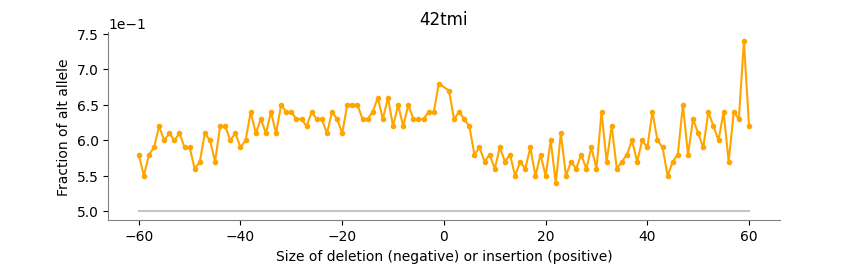 42tmi
1e−1
7.5
7.0
6.5
6.0
5.5
5.0
Fraction of alt allele
−60 −40 −20 0 20 40 60
Size of deletion (negative) or insertion (positive)